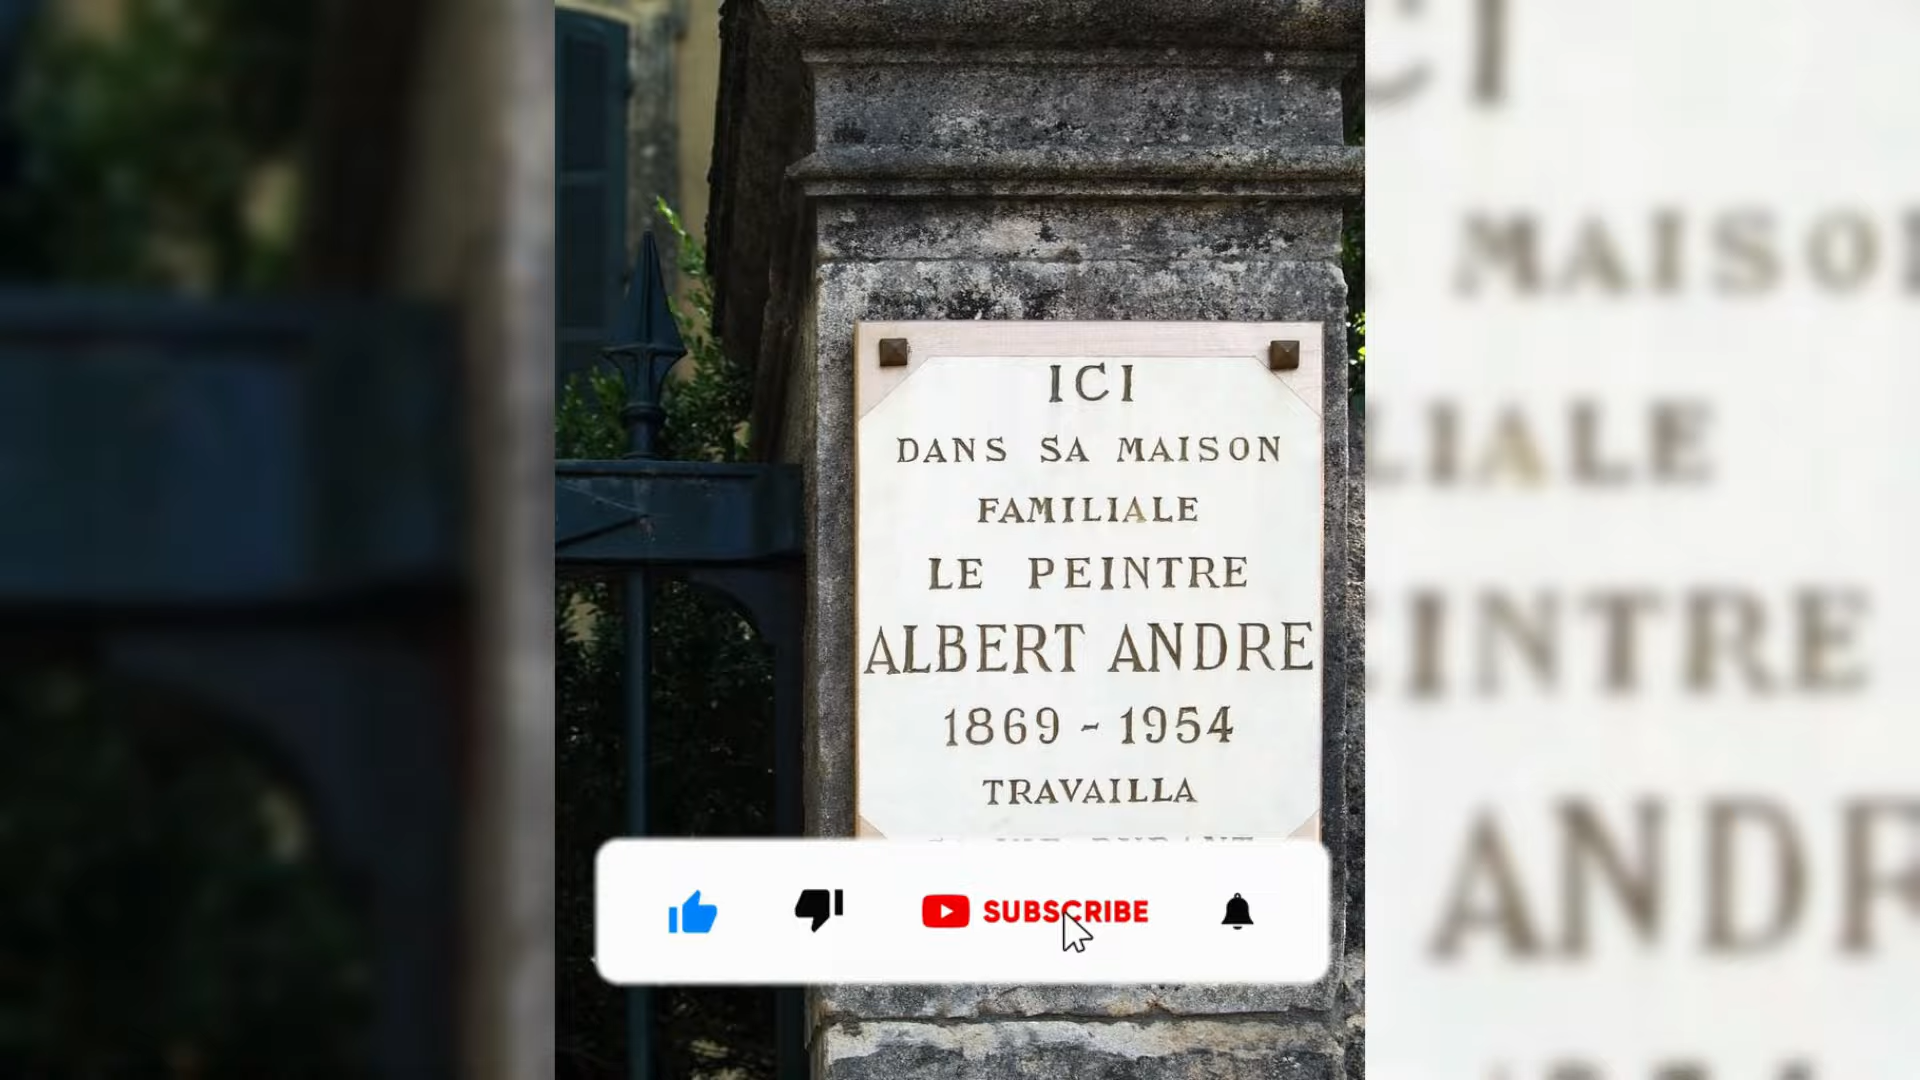 ICI
DANS SA MAISON
FAMILIALE
LE PEINTRE
ALBERT ANDRE
1869 - 1954
TRAVAILLA
SUBSCRIBE